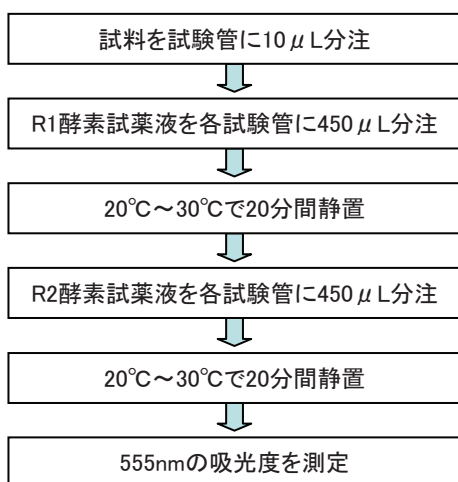 試料を試験管に10μL分注
R1酵素試薬液を各試験管に450μL分注
20℃～30℃で20分間静置
R2酵素試薬液を各試験管に450μL分注
20℃～30℃で20分間静置
555nmの吸光度を測定